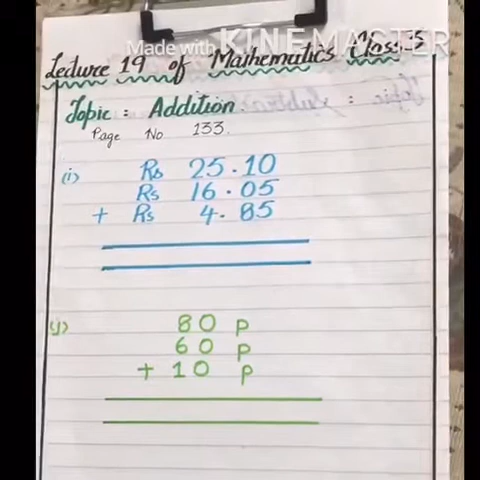 Made with KINEMASTER
Lecture 19 of Mathematics Class 3
Topic : Addition.
Page No 133.
(i) Rs 25.10
Rs 16.05
+ Rs 4.85
(j) 80 p
60 p
+ 10 p